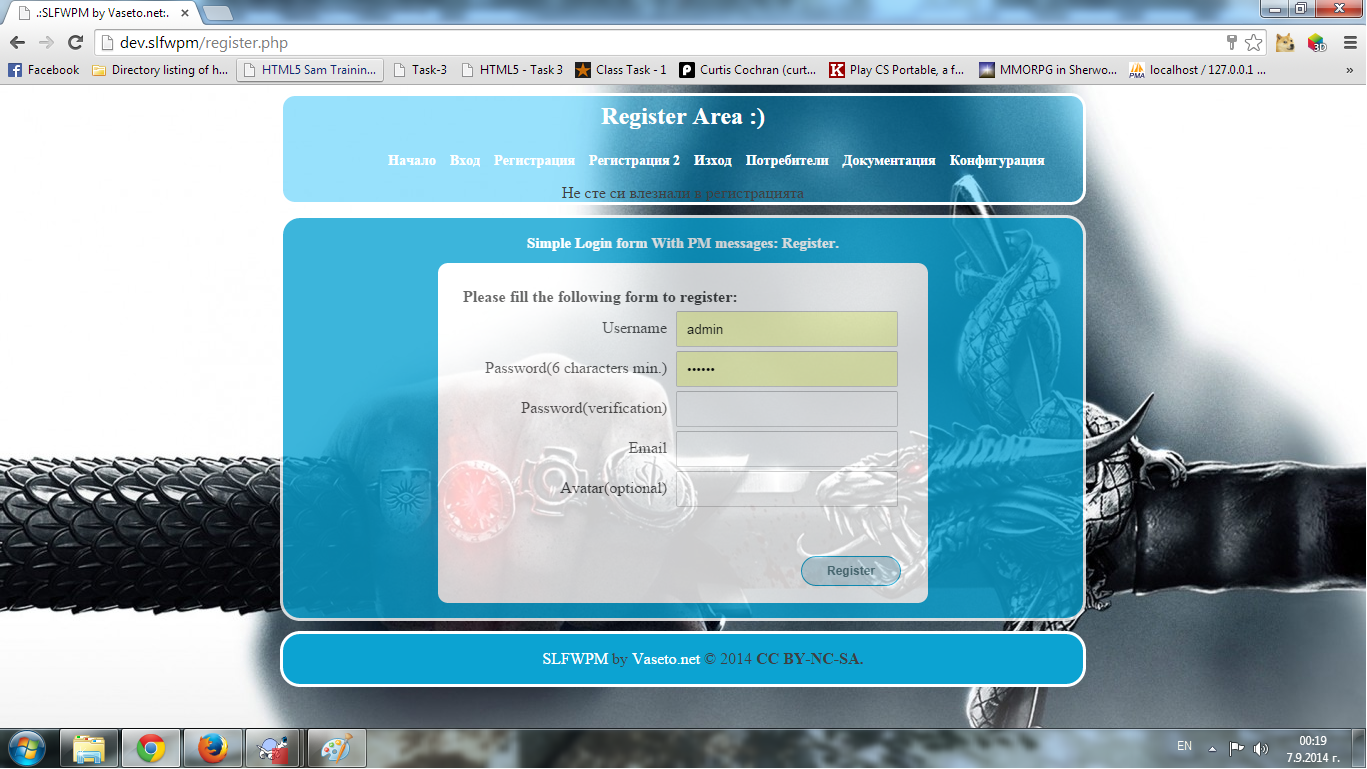 .:SLFWPM by Vaseto.net:.
dev.slfwpm/register.php
Facebook Directory listing of h... HTML5 Sam Trainin... Task-3 HTML5 - Task 3 Class Task - 1 Curtis Cochran (curt... Play CS Portable, a f... MMORPG in Sherwo... PMA localhost / 127.0.0.1 ... »
Register Area :)
Начало Вход Регистрация Регистрация 2 Изход Потребители Документация Конфигурация
Не сте си влезнали в регистрацията
Simple Login form With PM messages: Register.
Please fill the following form to register:
Username admin
Password(6 characters min.) ••••••
Password(verification)
Email
Avatar(optional)
Register
SLFWPM by Vaseto.net © 2014 CC BY-NC-SA.
EN 00:19
7.9.2014 г.